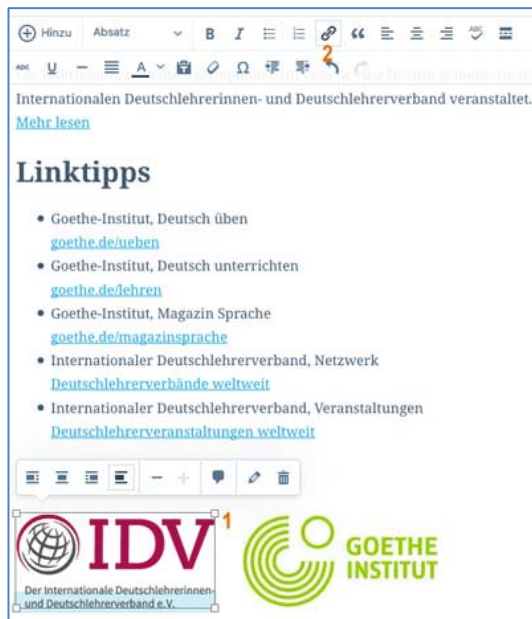 Hinzu Absatz B I
2
ABC U A Ω
Internationalen Deutschlehrerinnen- und Deutschlehrerverband veranstaltet.
Mehr lesen
Linktipps
Goethe-Institut, Deutsch üben
goethe.de/ueben
Goethe-Institut, Deutsch unterrichten
goethe.de/lehren
Goethe-Institut, Magazin Sprache
goethe.de/magazinsprache
Internationaler Deutschlehrerverband, Netzwerk
Deutschlehrerverbände weltweit
Internationaler Deutschlehrerverband, Veranstaltungen
Deutschlehrerveranstaltungen weltweit
IDV 1
Der Internationale Deutschlehrerinnen-
und Deutschlehrerverband e.V.
GOETHE
INSTITUT